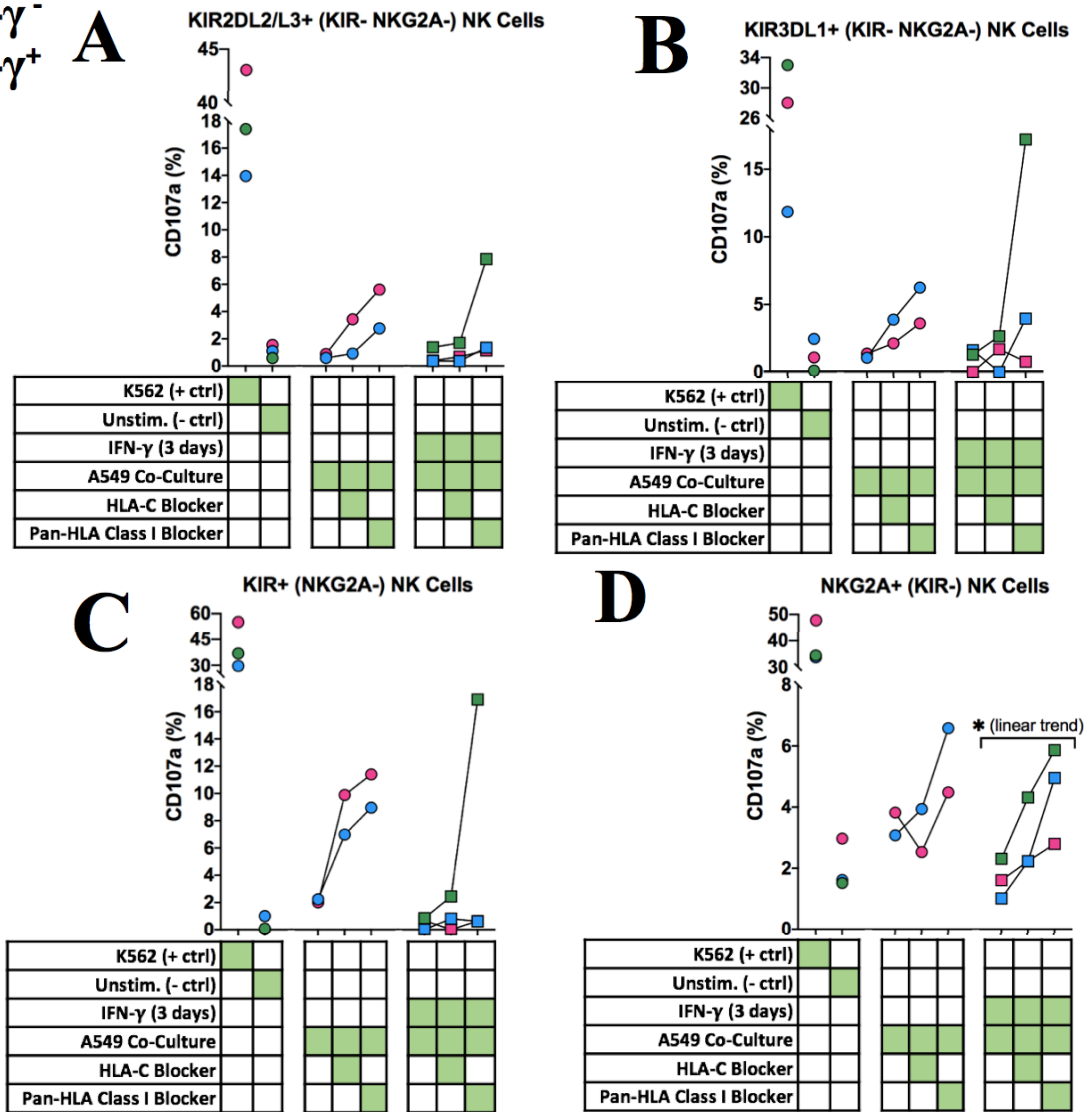 -γ -
-γ+
A
KIR2DL2/L3+ (KIR- NKG2A-) NK Cells
CD107a (%)
45
40
18
16
14
12
10
8
6
4
2
0
K562 (+ ctrl)
Unstim. (- ctrl)
IFN-γ (3 days)
A549 Co-Culture
HLA-C Blocker
Pan-HLA Class I Blocker
B
KIR3DL1+ (KIR- NKG2A-) NK Cells
CD107a (%)
34
30
26
15
10
5
0
K562 (+ ctrl)
Unstim. (- ctrl)
IFN-γ (3 days)
A549 Co-Culture
HLA-C Blocker
Pan-HLA Class I Blocker
C
KIR+ (NKG2A-) NK Cells
CD107a (%)
60
45
30
18
16
14
12
10
8
6
4
2
0
K562 (+ ctrl)
Unstim. (- ctrl)
IFN-γ (3 days)
A549 Co-Culture
HLA-C Blocker
Pan-HLA Class I Blocker
D
NKG2A+ (KIR-) NK Cells
CD107a (%)
50
40
30
8
6
4
2
0
* (linear trend)
K562 (+ ctrl)
Unstim. (- ctrl)
IFN-γ (3 days)
A549 Co-Culture
HLA-C Blocker
Pan-HLA Class I Blocker